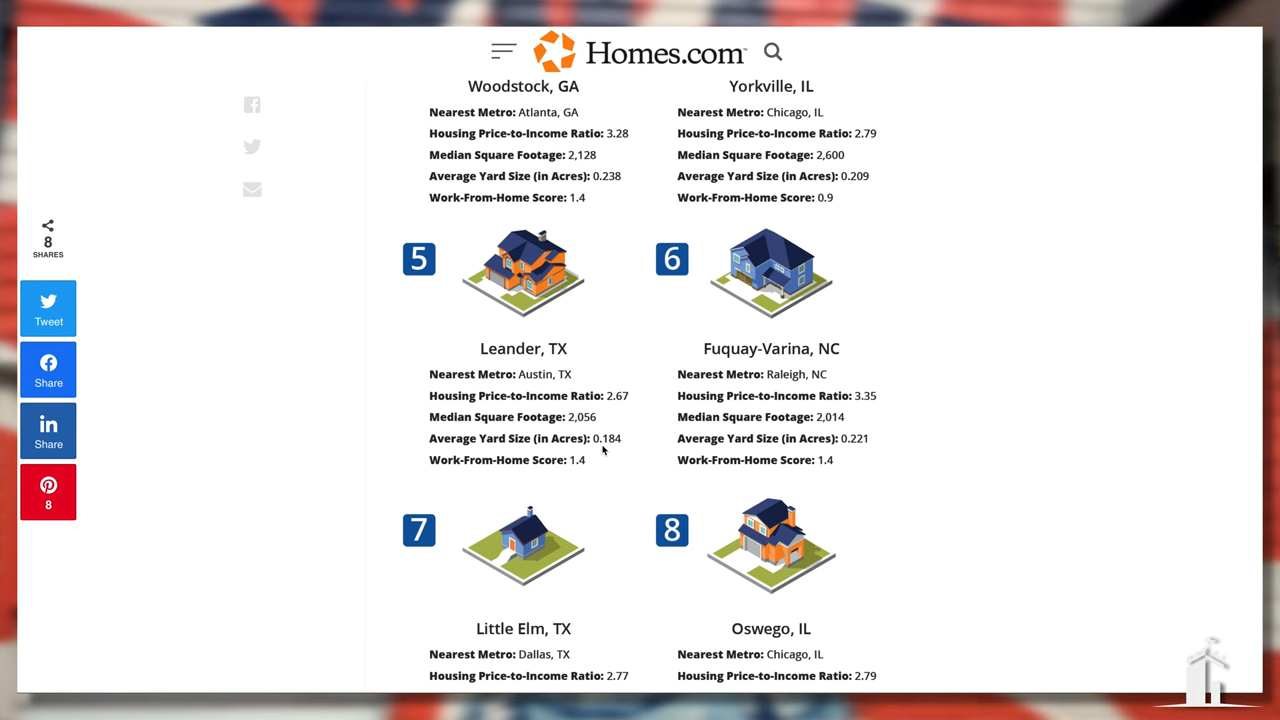 Homes.com™
8
SHARES
Tweet
Share
Share
8
Woodstock, GA
Nearest Metro: Atlanta, GA
Housing Price-to-Income Ratio: 3.28
Median Square Footage: 2,128
Average Yard Size (in Acres): 0.238
Work-From-Home Score: 1.4
Yorkville, IL
Nearest Metro: Chicago, IL
Housing Price-to-Income Ratio: 2.79
Median Square Footage: 2,600
Average Yard Size (in Acres): 0.209
Work-From-Home Score: 0.9
5
Leander, TX
Nearest Metro: Austin, TX
Housing Price-to-Income Ratio: 2.67
Median Square Footage: 2,056
Average Yard Size (in Acres): 0.184
Work-From-Home Score: 1.4
6
Fuquay-Varina, NC
Nearest Metro: Raleigh, NC
Housing Price-to-Income Ratio: 3.35
Median Square Footage: 2,014
Average Yard Size (in Acres): 0.221
Work-From-Home Score: 1.4
7
Little Elm, TX
Nearest Metro: Dallas, TX
Housing Price-to-Income Ratio: 2.77
8
Oswego, IL
Nearest Metro: Chicago, IL
Housing Price-to-Income Ratio: 2.79